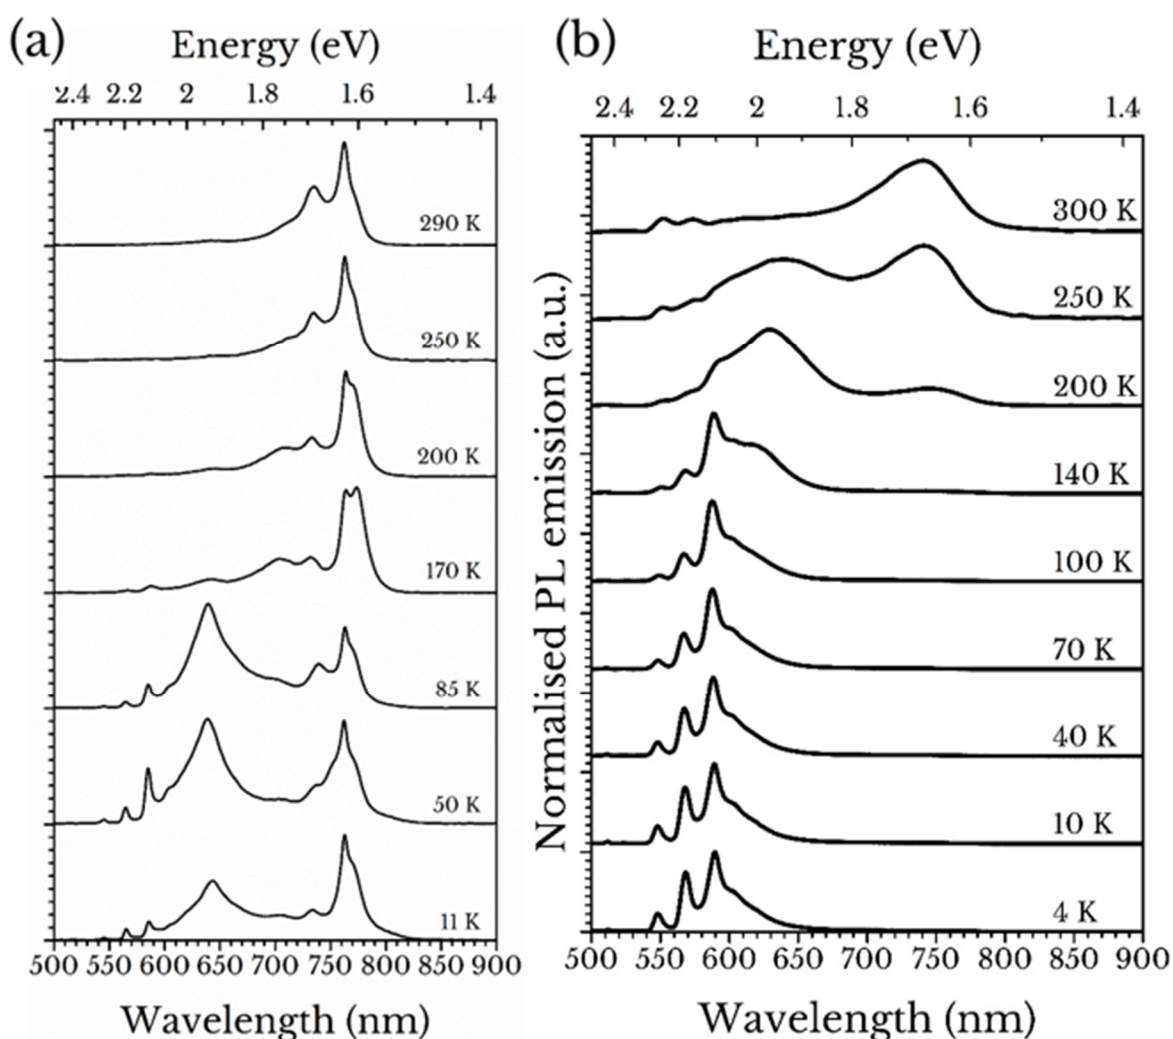 (a)
Energy (eV)
2.4 2.2 2 1.8 1.6 1.4
290 K
250 K
200 K
170 K
85 K
50 K
11 K
500 550 600 650 700 750 800 850 900
Wavelength (nm)
(b)
Energy (eV)
2.4 2.2 2 1.8 1.6 1.4
Normalised PL emission (a.u.)
300 K
250 K
200 K
140 K
100 K
70 K
40 K
10 K
4 K
500 550 600 650 700 750 800 850 900
Wavelength (nm)